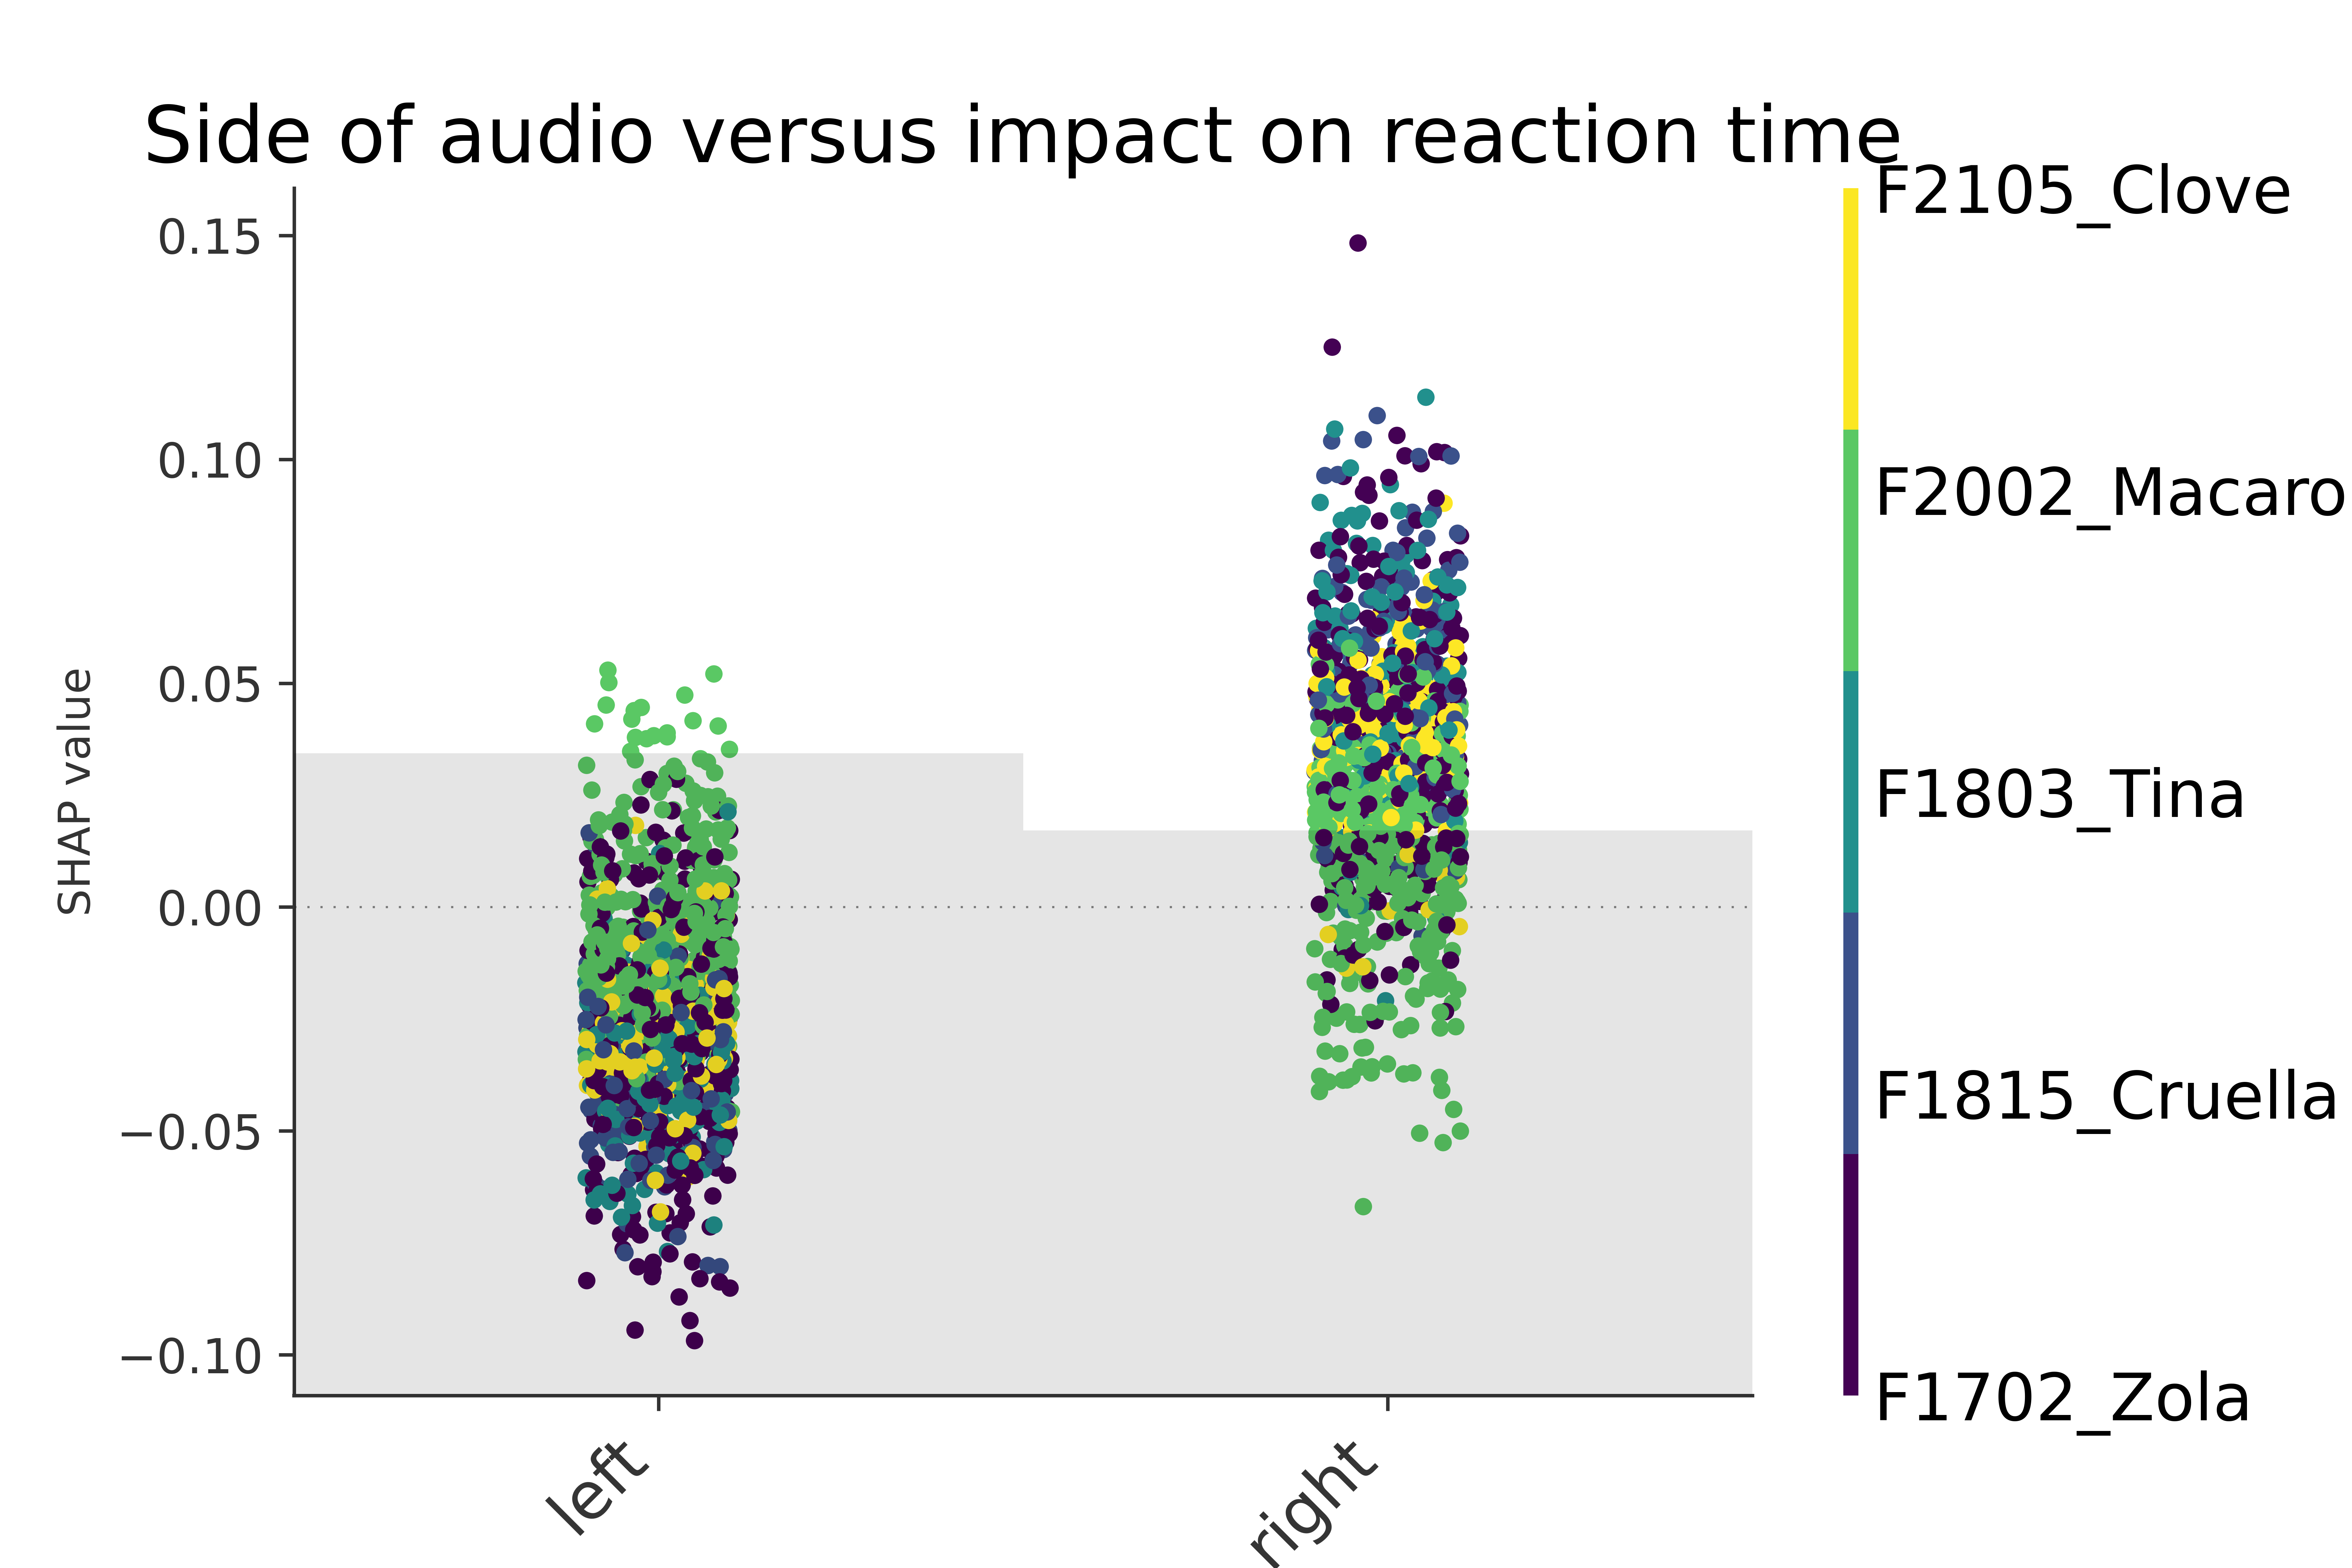 Side of audio versus impact on reaction time
SHAP value
0.15
0.10
0.05
0.00
−0.05
−0.10
left
right
F2105_Clove
F2002_Macaro
F1803_Tina
F1815_Cruella
F1702_Zola